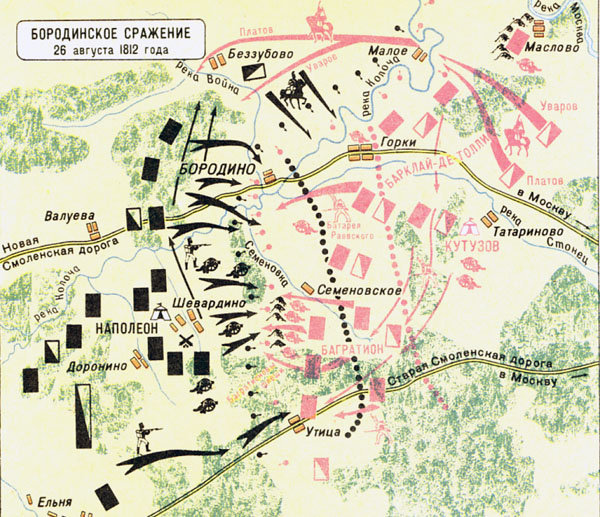 БОРОДИНСКОЕ СРАЖЕНИЕ
26 августа 1812 года
Платов
река
Москва
Беззубово
Малое
Маслово
Уваров
река Война
река Колоча
Уваров
Горки
БАРКЛАЙ-ДЕ-ТОЛЛИ
БОРОДИНО
Платов
в Москву
Валуева
Батарея
Раевского
река
Татариново
КУТУЗОВ
Стонец
Новая
Смоленская дорога
Семеновка
река Колоча
Шевардино
Семеновское
НАПОЛЕОН
БАГРАТИОН
Доронино
Старая Смоленская дорога
в Москву
Утица
Ельня